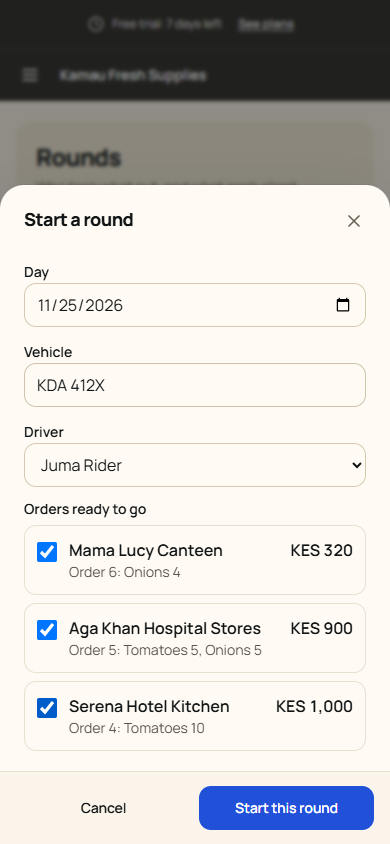 Free trial 7 days left See plans
Kamau Fresh Supplies
Rounds
Start a round
Day
11/25/2026
Vehicle
KDA 412X
Driver
Juma Rider
Orders ready to go
Mama Lucy Canteen KES 320
Order 6: Onions 4
Aga Khan Hospital Stores KES 900
Order 5: Tomatoes 5, Onions 5
Serena Hotel Kitchen KES 1,000
Order 4: Tomatoes 10
Cancel Start this round